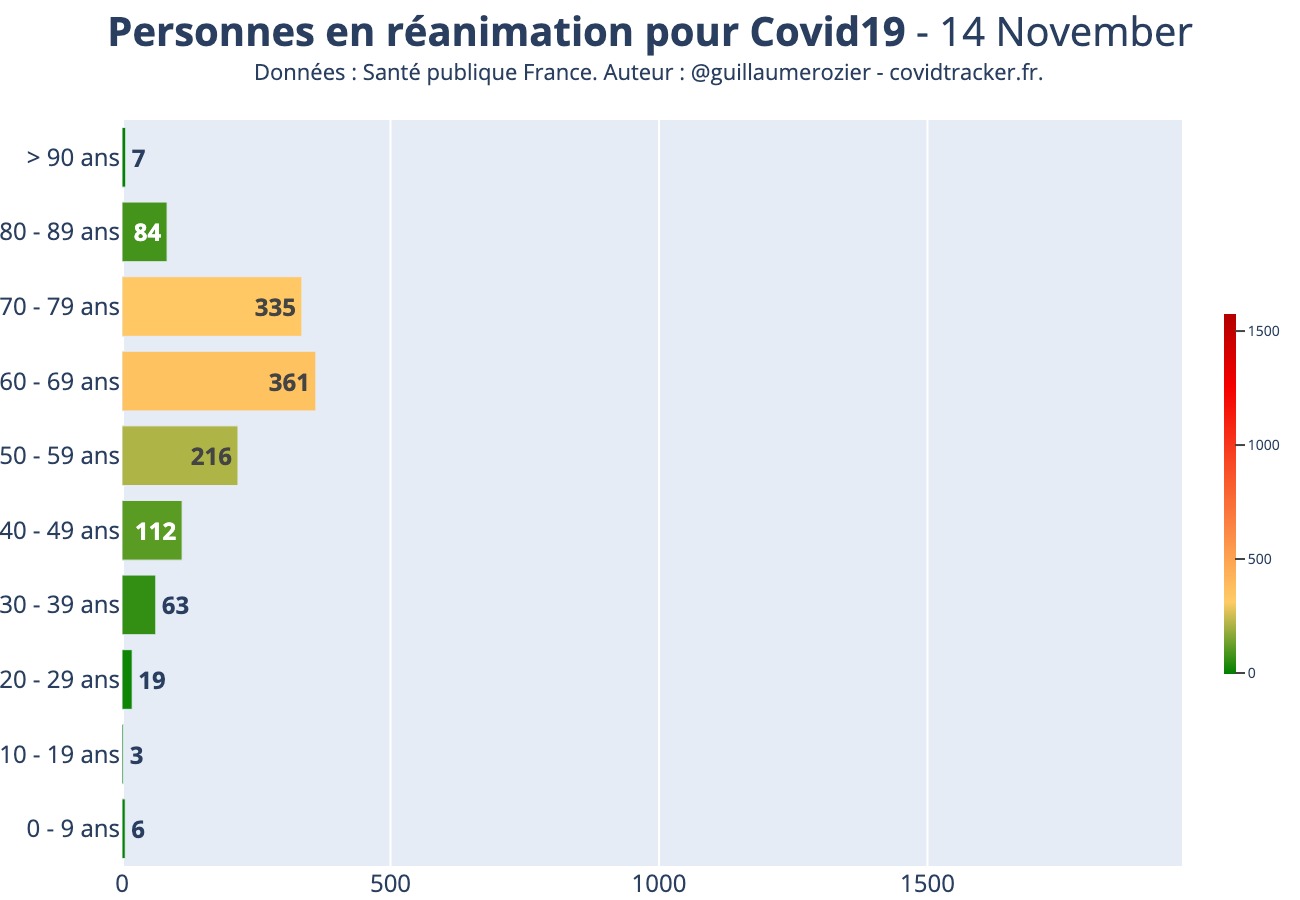 Personnes en réanimation pour Covid19 - 14 November
Données : Santé publique France. Auteur : @guillaumerozier - covidtracker.fr.
> 90 ans 7
80 - 89 ans 84
70 - 79 ans 335
60 - 69 ans 361
50 - 59 ans 216
40 - 49 ans 112
30 - 39 ans 63
20 - 29 ans 19
10 - 19 ans 3
0 - 9 ans 6
0 500 1000 1500
1500
1000
500
0